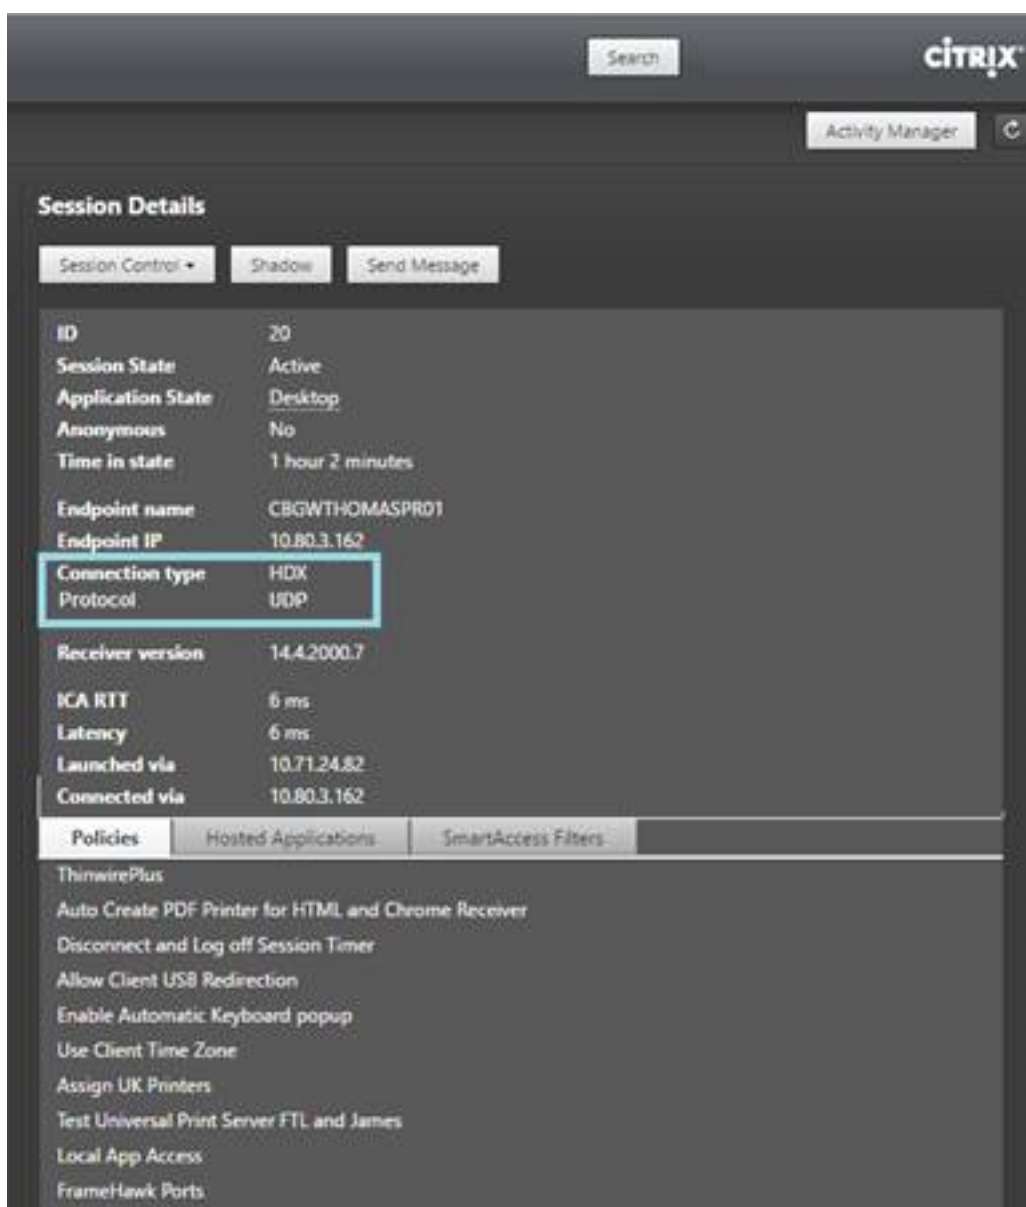 Search
CİTRIX
Activity Manager
Session Details
Session Control
Shadow
Send Message
ID 20
Session State Active
Application State Desktop
Anonymous No
Time in state 1 hour 2 minutes
Endpoint name CBGWTHOMASPR01
Endpoint IP 10.80.3.162
Connection type HDX
Protocol UDP
Receiver version 14.4.2000.7
ICA RTT 6 ms
Latency 6 ms
Launched via 10.71.24.82
Connected via 10.80.3.162
Policies Hosted Applications SmartAccess Filters
ThinwirePlus
Auto Create PDF Printer for HTML and Chrome Receiver
Disconnect and Log off Session Timer
Allow Client USB Redirection
Enable Automatic Keyboard popup
Use Client Time Zone
Assign UK Printers
Test Universal Print Server FTL and James
Local App Access
FrameHawk Ports